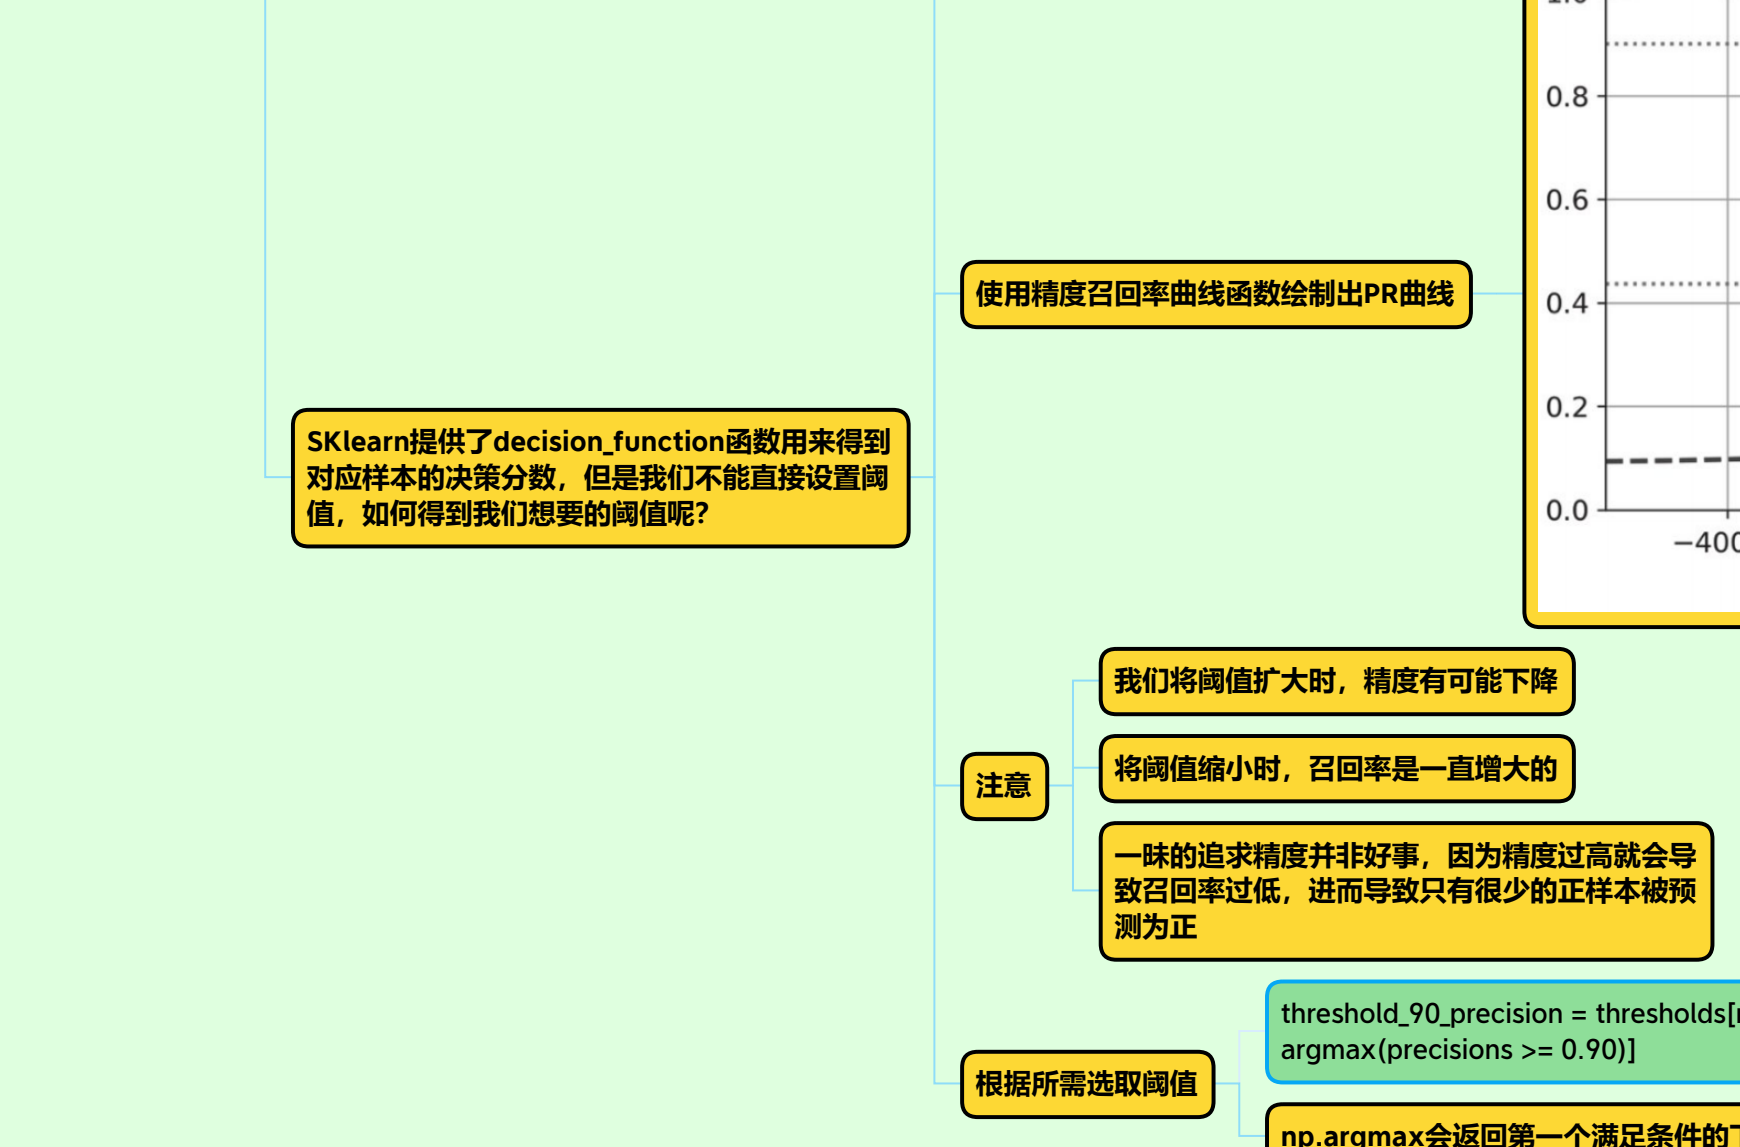 0.8
0.6
使用精度召回率曲线函数绘制出PR曲线
0.4
0.2
SKlearn提供了decision_function函数用来得到
对应样本的决策分数，但是我们不能直接设置阈
值，如何得到我们想要的阈值呢？
0.0
−400
我们将阈值扩大时，精度有可能下降
将阈值缩小时，召回率是一直增大的
注意
一昧的追求精度并非好事，因为精度过高就会导
致召回率过低，进而导致只有很少的正样本被预
测为正
threshold_90_precision = thresholds[
argmax(precisions >= 0.90)]
根据所需选取阈值
np.argmax会返回第一个满足条件的